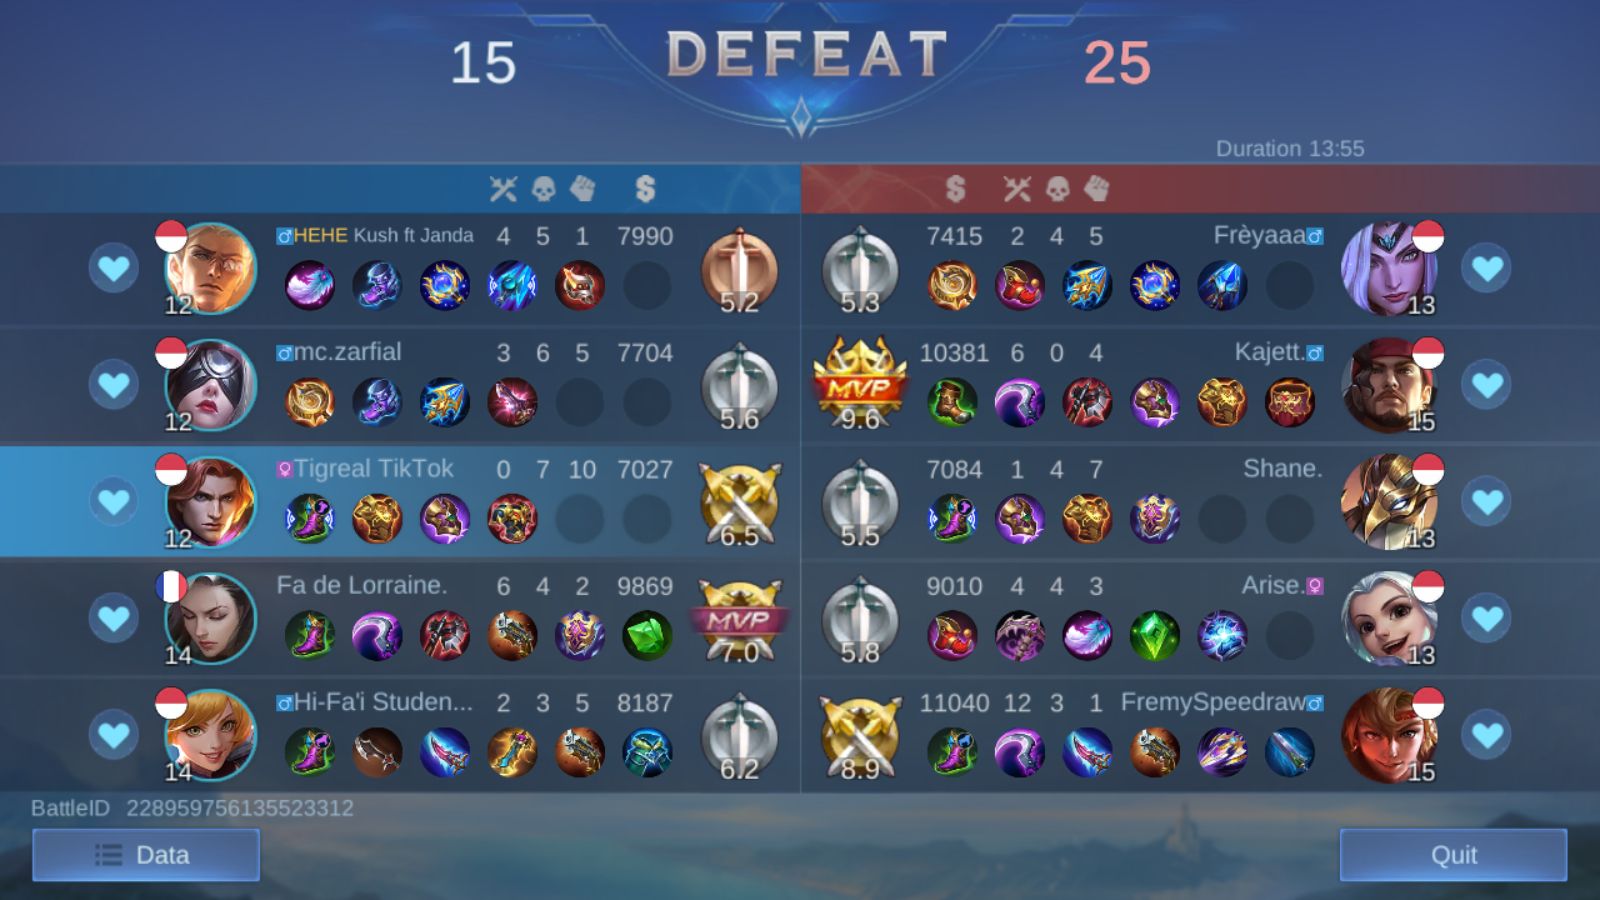 15 DEFEAT 25
Duration 13:55
HEHE Kush ft Janda 4 5 1 7990
12 5.2
5.3 7415 2 4 5 Frèyaaa
13
mc.zarfial 3 6 5 7704
12 5.6
MVP 9.6 10381 6 0 4 Kajett.
15
Tigreal TikTok 0 7 10 7027
12 6.5
5.5 7084 1 4 7 Shane.
13
Fa de Lorraine. 6 4 2 9869
14 MVP 7.0
5.8 9010 4 4 3 Arise.
13
Hi-Fa'i Studen... 2 3 5 8187
14 6.2
8.9 11040 12 3 1 FremySpeedraw
15
BattleID 228959756135523312
Data
Quit